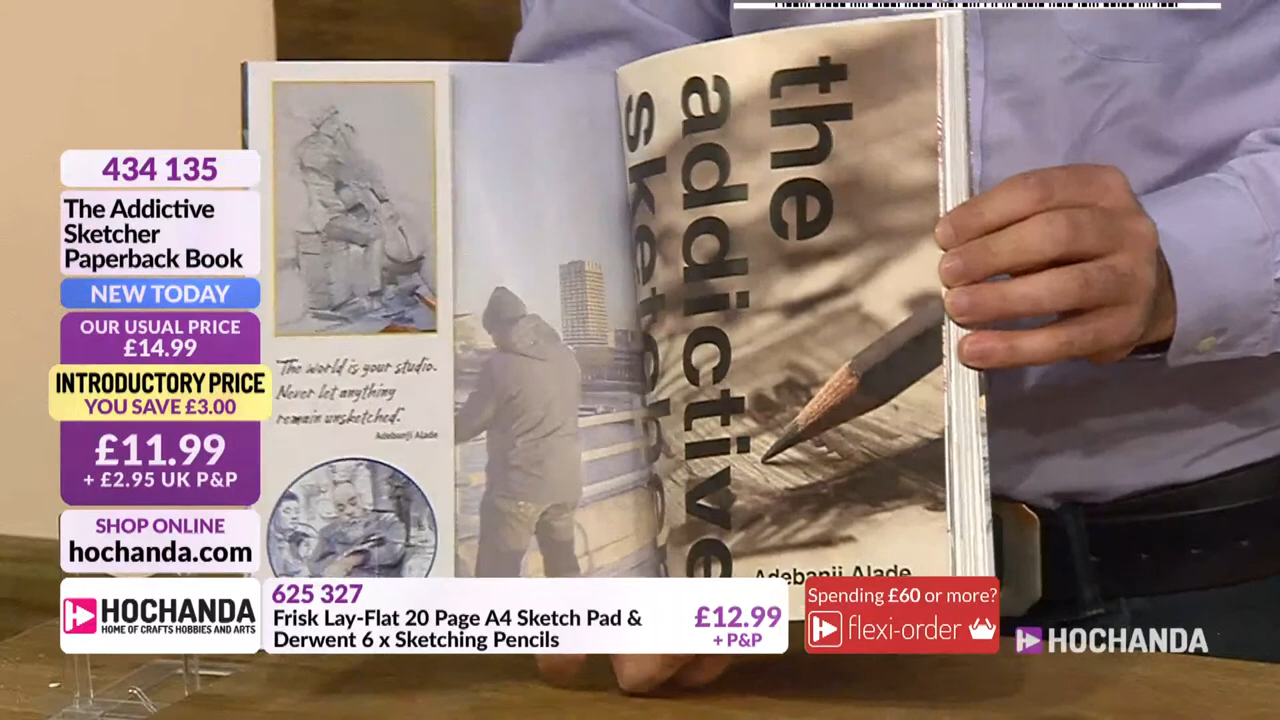 434 135
The Addictive
Sketcher
Paperback Book
NEW TODAY
OUR USUAL PRICE
£14.99
INTRODUCTORY PRICE
YOU SAVE £3.00
£11.99
+ £2.95 UK P&P
SHOP ONLINE
hochanda.com
HOCHANDA
HOME OF CRAFTS HOBBIES AND ARTS
625 327
Frisk Lay-Flat 20 Page A4 Sketch Pad &
Derwent 6 x Sketching Pencils
£12.99
+ P&P
Spending £60 or more?
flexi-order
HOCHANDA
"The world is your studio.
Never let anything
remain unsketched."
Adebanji Alade
the
addictive
sketcher
Adebanji Alade